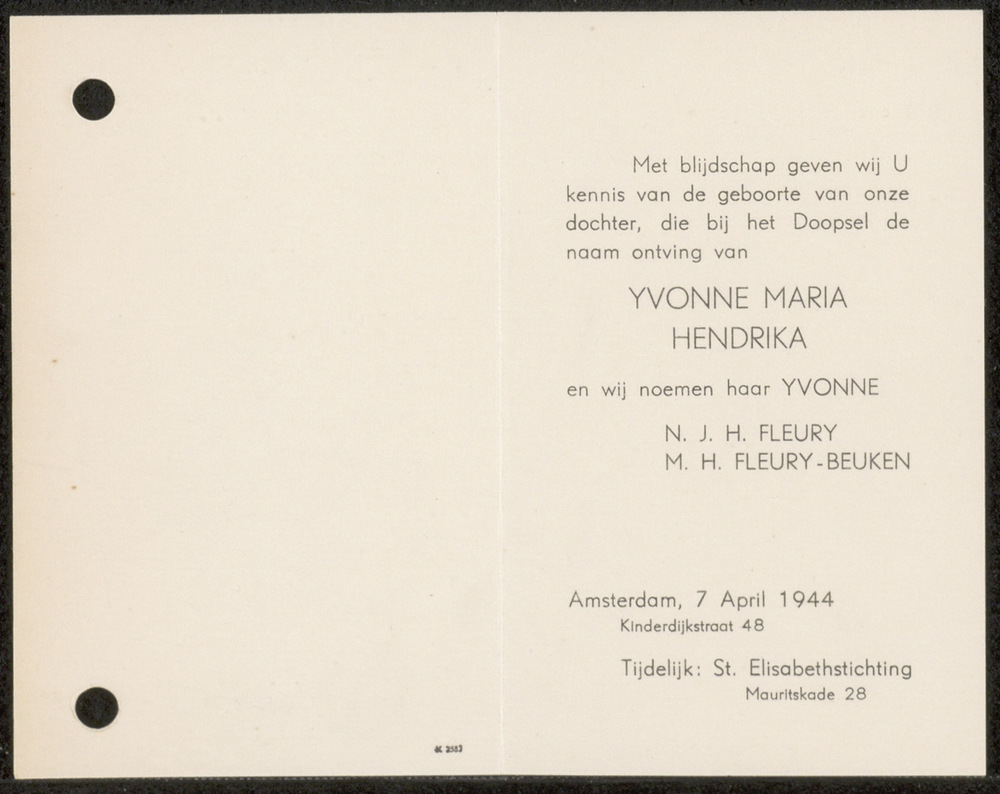 Met blijdschap geven wij U
kennis van de geboorte van onze
dochter, die bij het Doopsel de
naam ontving van
YVONNE MARIA
HENDRIKA
en wij noemen haar YVONNE
N. J. H. FLEURY
M. H. FLEURY-BEUKEN
Amsterdam, 7 April 1944
Kinderdijkstraat 48
Tijdelijk: St. Elisabethstichting
Mauritskade 28
K 2582